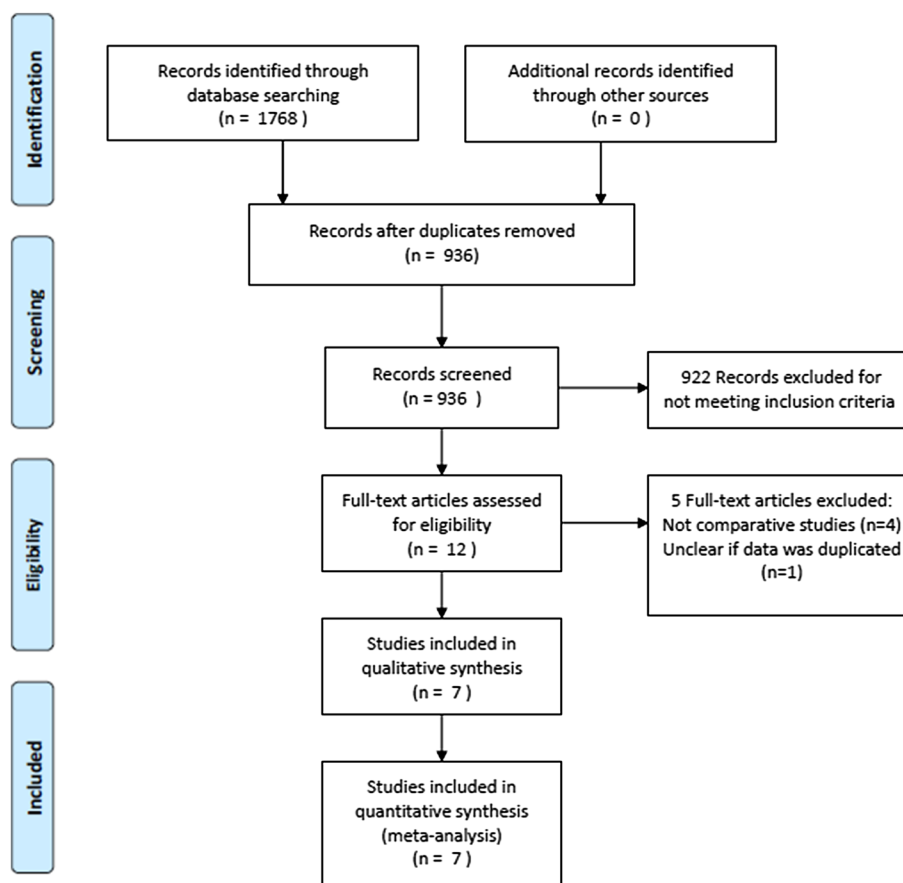 Identification
Records identified through
database searching
(n = 1768 )
Additional records identified
through other sources
(n = 0 )
Records after duplicates removed
(n = 936)
Screening
Records screened
(n = 936 )
922 Records excluded for
not meeting inclusion criteria
Eligibility
Full-text articles assessed
for eligibility
(n = 12 )
5 Full-text articles excluded:
Not comparative studies (n=4)
Unclear if data was duplicated
(n=1)
Studies included in
qualitative synthesis
(n = 7 )
Included
Studies included in
quantitative synthesis
(meta-analysis)
(n = 7 )